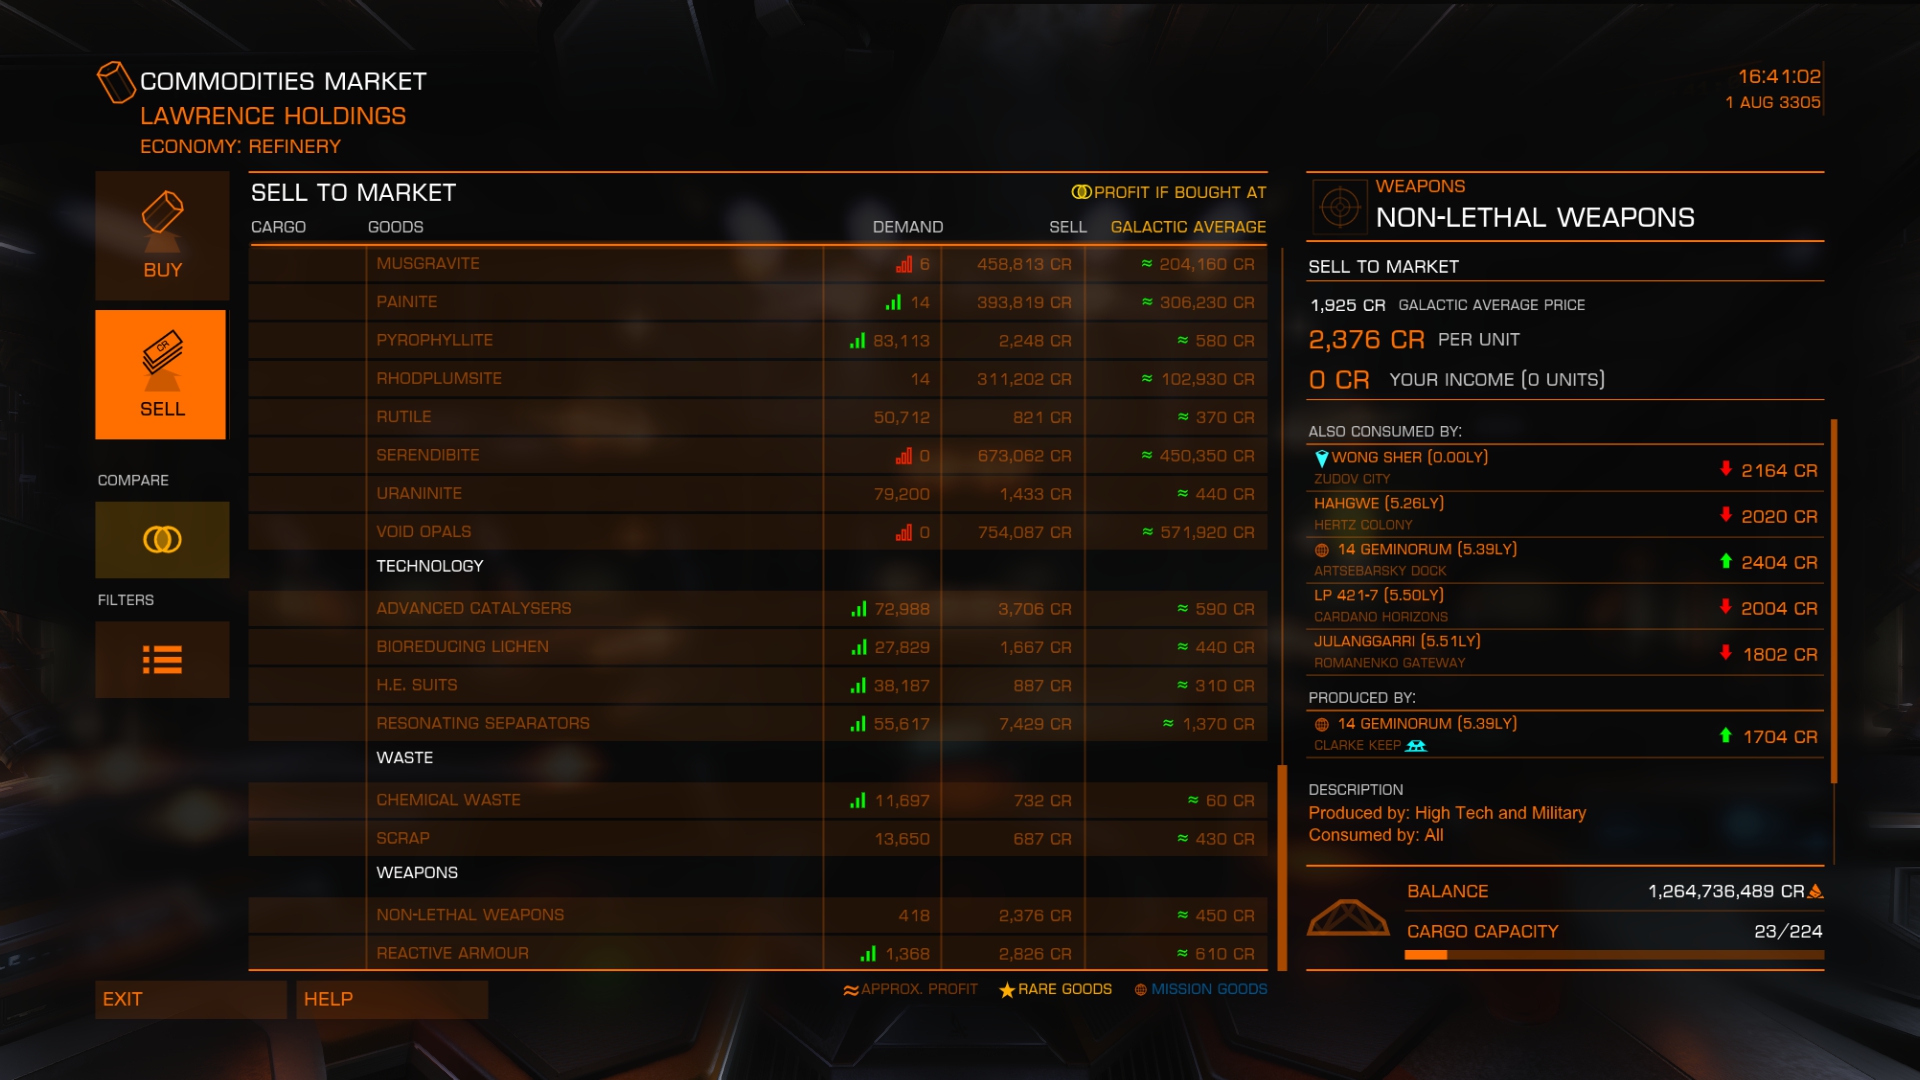 COMMODITIES MARKET
LAWRENCE HOLDINGS
ECONOMY: REFINERY
16:41:02
1 AUG 3305
BUY
SELL
COMPARE
FILTERS
SELL TO MARKET
PROFIT IF BOUGHT AT
CARGO GOODS DEMAND SELL GALACTIC AVERAGE
MUSGRAVITE 6 458,813 CR ≈ 204,160 CR
PAINITE 14 393,819 CR ≈ 306,230 CR
PYROPHYLLITE 83,113 2,248 CR ≈ 580 CR
RHODPLUMSITE 14 311,202 CR ≈ 102,930 CR
RUTILE 50,712 821 CR ≈ 370 CR
SERENDIBITE 0 673,062 CR ≈ 450,350 CR
URANINITE 79,200 1,433 CR ≈ 440 CR
VOID OPALS 0 754,087 CR ≈ 571,920 CR
TECHNOLOGY
ADVANCED CATALYSERS 72,988 3,706 CR ≈ 590 CR
BIOREDUCING LICHEN 27,829 1,667 CR ≈ 440 CR
H.E. SUITS 38,187 887 CR ≈ 310 CR
RESONATING SEPARATORS 55,617 7,429 CR ≈ 1,370 CR
WASTE
CHEMICAL WASTE 11,697 732 CR ≈ 60 CR
SCRAP 13,650 687 CR ≈ 430 CR
WEAPONS
NON-LETHAL WEAPONS 418 2,376 CR ≈ 450 CR
REACTIVE ARMOUR 1,368 2,826 CR ≈ 610 CR
≈ APPROX. PROFIT RARE GOODS MISSION GOODS
EXIT
HELP
WEAPONS
NON-LETHAL WEAPONS
SELL TO MARKET
1,925 CR GALACTIC AVERAGE PRICE
2,376 CR PER UNIT
0 CR YOUR INCOME (0 UNITS)
ALSO CONSUMED BY:
WONG SHER (0.00LY)
ZUDOV CITY
2164 CR
HAHGWE (5.26LY)
HERTZ COLONY
2020 CR
14 GEMINORUM (5.39LY)
ARTSEBARSKY DOCK
2404 CR
LP 421-7 (5.50LY)
CARDANO HORIZONS
2004 CR
JULANGGARRI (5.51LY)
ROMANENKO GATEWAY
1802 CR
PRODUCED BY:
14 GEMINORUM (5.39LY)
CLARKE KEEP
1704 CR
DESCRIPTION
Produced by: High Tech and Military
Consumed by: All
BALANCE 1,264,736,489 CR
CARGO CAPACITY 23/224